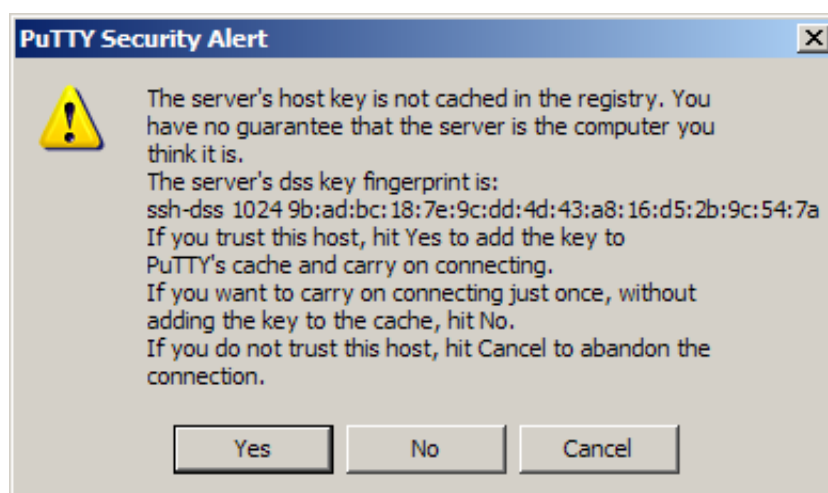 PuTTY Security Alert
The server's host key is not cached in the registry. You
have no guarantee that the server is the computer you
think it is.
The server's dss key fingerprint is:
ssh-dss 1024 9b:ad:bc:18:7e:9c:dd:4d:43:a8:16:d5:2b:9c:54:7a
If you trust this host, hit Yes to add the key to
PuTTY's cache and carry on connecting.
If you want to carry on connecting just once, without
adding the key to the cache, hit No.
If you do not trust this host, hit Cancel to abandon the
connection.
Yes No Cancel